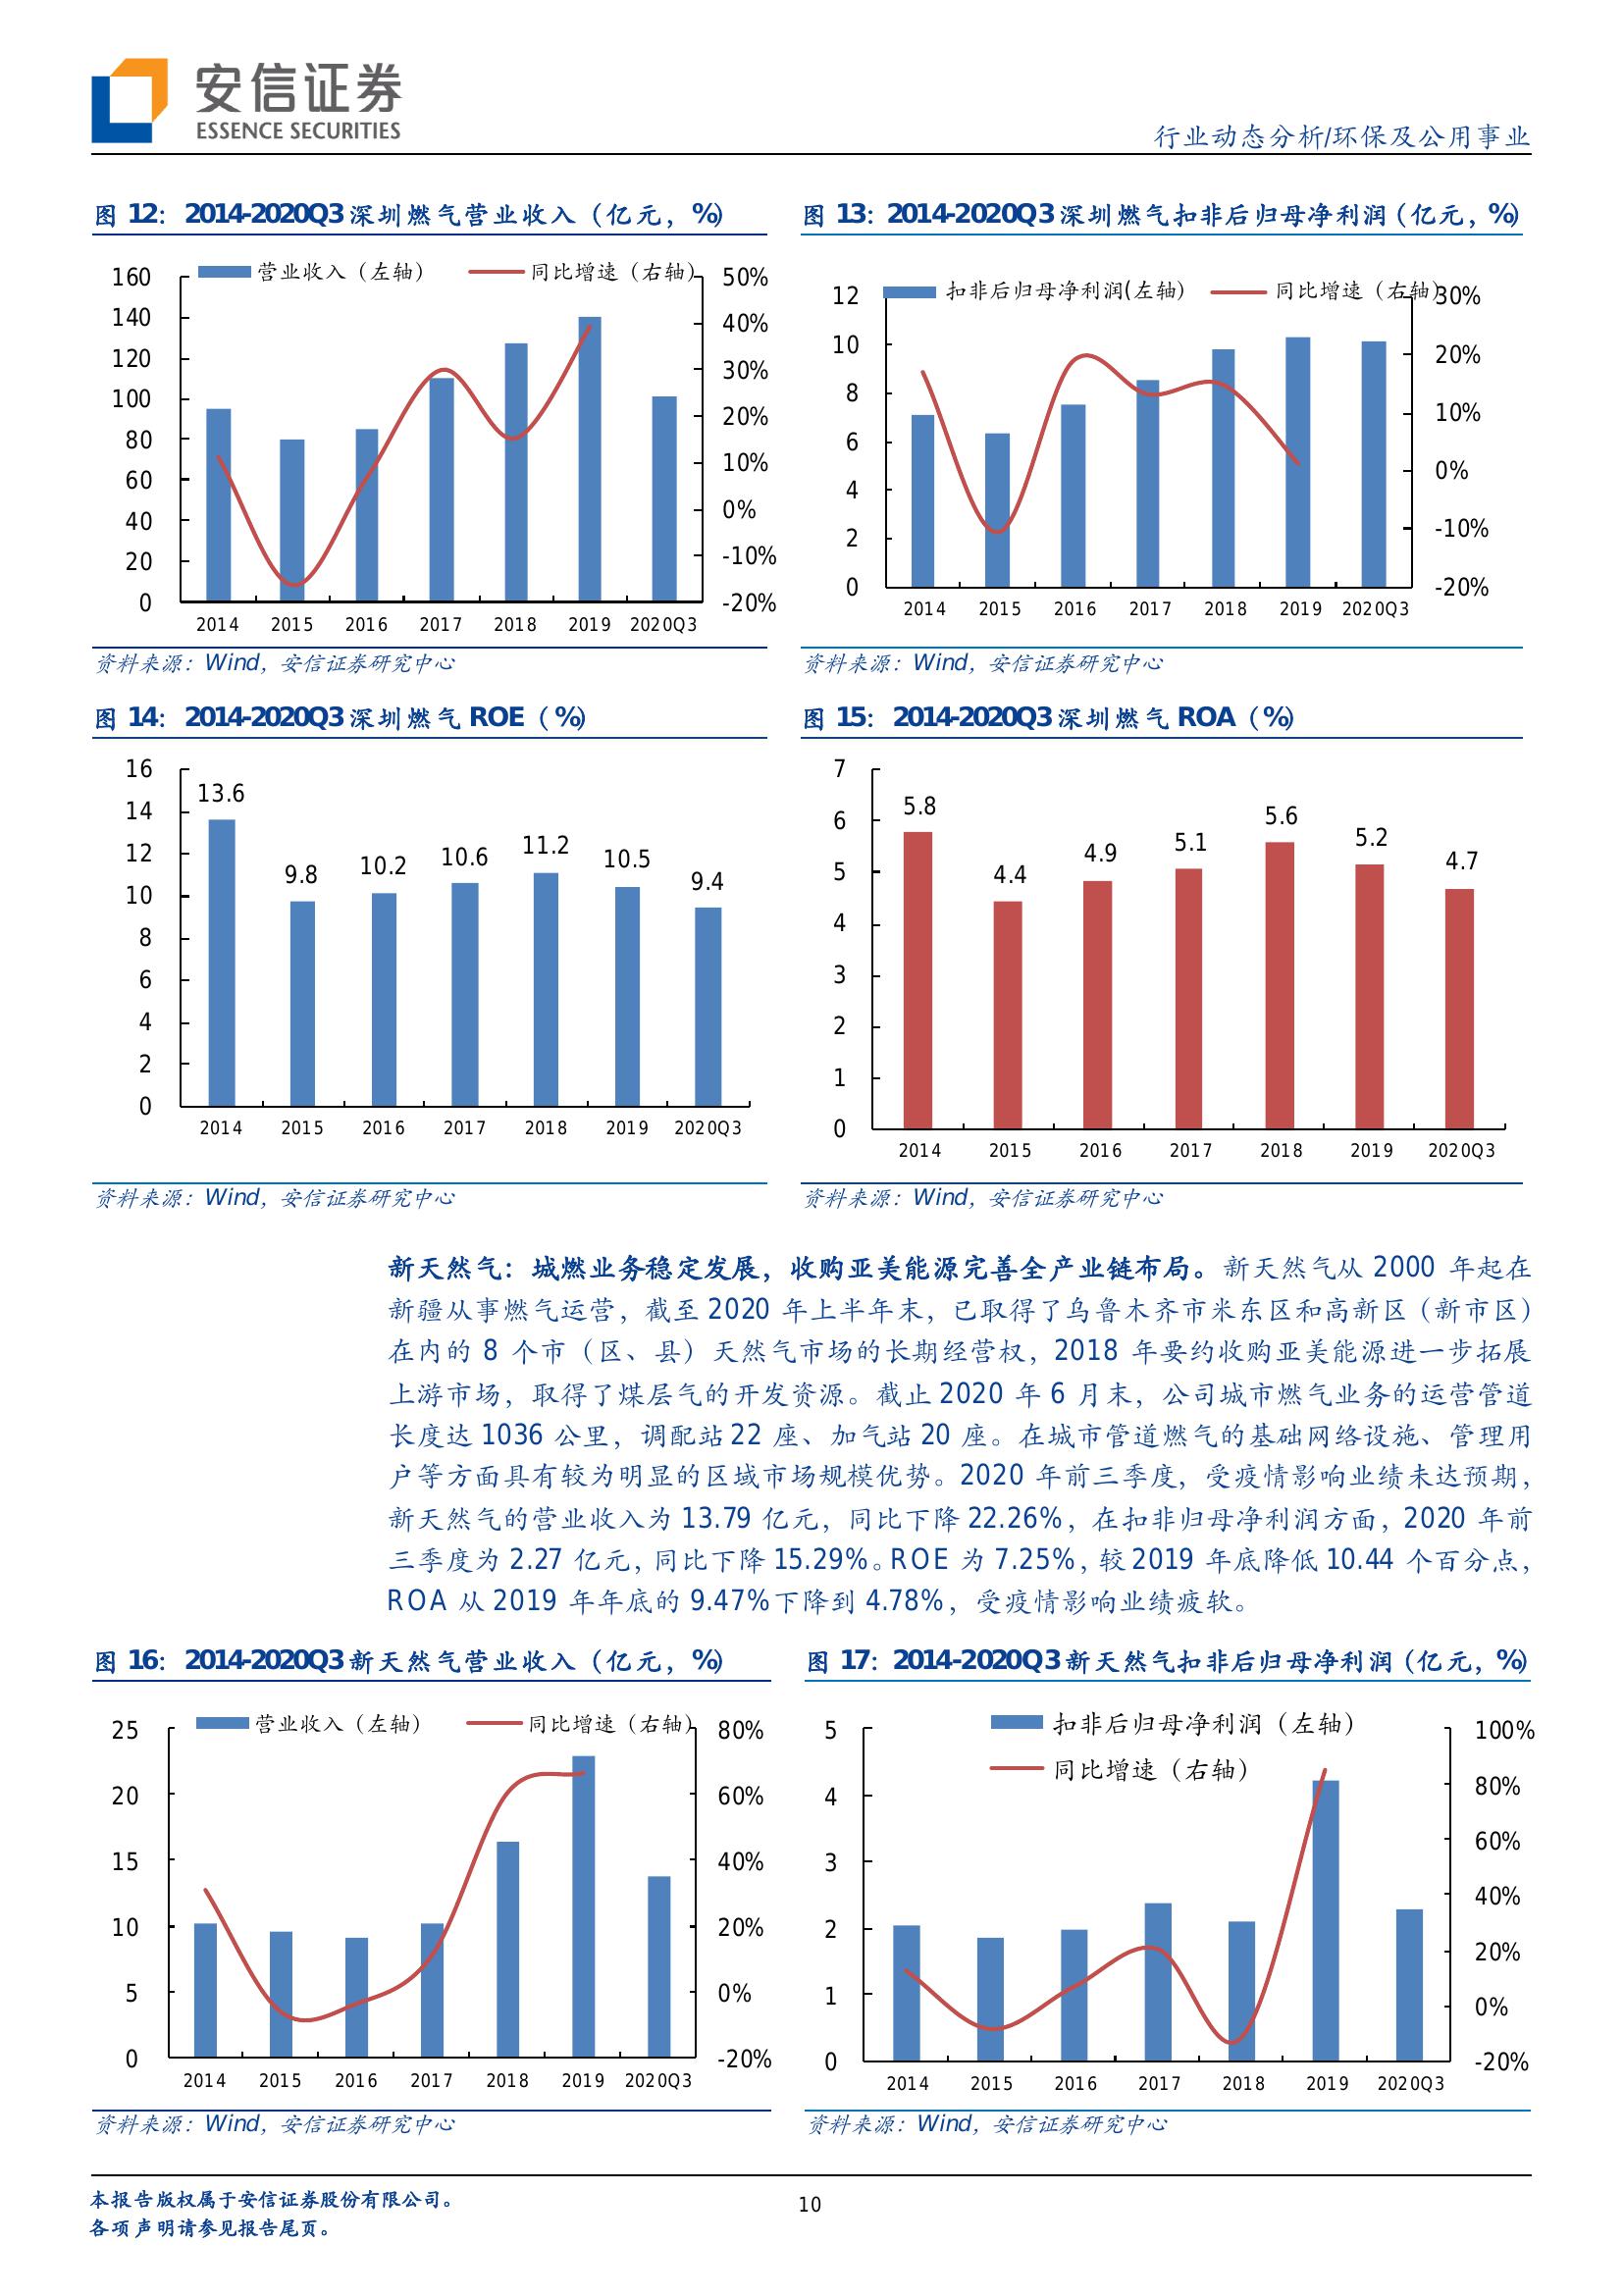 安信证券
ESSENCE SECURITIES
行业动态分析/环保及公用事业
图 12: 2014-2020Q3深圳燃气营业收入（亿元，%）
160
140
120
100
80
60
40
20
0
营业收入（左轴）
同比增速（右轴）
50%
40%
30%
20%
10%
0%
-10%
-20%
2014 2015 2016 2017 2018 2019 2020Q3
资料来源：Wind，安信证券研究中心
图 13: 2014-2020Q3深圳燃气扣非后归母净利润（亿元，%）
12
10
8
6
4
2
0
扣非后归母净利润(左轴)
同比增速（右轴）
30%
20%
10%
0%
-10%
-20%
2014 2015 2016 2017 2018 2019 2020Q3
资料来源：Wind，安信证券研究中心
图 14: 2014-2020Q3深圳燃气 ROE（%）
16
14
12
10
8
6
4
2
0
13.6 9.8 10.2 10.6 11.2 10.5 9.4
2014 2015 2016 2017 2018 2019 2020Q3
资料来源：Wind，安信证券研究中心
图 15: 2014-2020Q3深圳燃气 ROA（%）
7
6
5
4
3
2
1
0
5.8 4.4 4.9 5.1 5.6 5.2 4.7
2014 2015 2016 2017 2018 2019 2020Q3
资料来源：Wind，安信证券研究中心
新天然气：城燃业务稳定发展，收购亚美能源完善全产业链布局。新天然气从 2000 年起在
新疆从事燃气运营，截至 2020 年上半年末，已取得了乌鲁木齐市米东区和高新区（新市区）
在内的 8 个市（区、县）天然气市场的长期经营权，2018 年要约收购亚美能源进一步拓展
上游市场，取得了煤层气的开发资源。截止 2020 年 6 月末，公司城市燃气业务的运营管道
长度达 1036 公里，调配站 22 座、加气站 20 座。在城市管道燃气的基础网络设施、管理用
户等方面具有较为明显的区域市场规模优势。2020 年前三季度，受疫情影响业绩未达预期，
新天然气的营业收入为 13.79 亿元，同比下降 22.26%，在扣非归母净利润方面，2020 年前
三季度为 2.27 亿元，同比下降 15.29%。ROE 为 7.25%，较 2019 年底降低 10.44 个百分点，
ROA 从 2019 年年底的 9.47%下降到 4.78%，受疫情影响业绩疲软。
图 16: 2014-2020Q3新天然气营业收入（亿元，%）
25
20
15
10
5
0
营业收入（左轴）
同比增速（右轴）
80%
60%
40%
20%
0%
-20%
2014 2015 2016 2017 2018 2019 2020Q3
资料来源：Wind，安信证券研究中心
图 17: 2014-2020Q3新天然气扣非后归母净利润（亿元，%）
5
4
3
2
1
0
扣非后归母净利润（左轴）
同比增速（右轴）
100%
80%
60%
40%
20%
0%
-20%
2014 2015 2016 2017 2018 2019 2020Q3
资料来源：Wind，安信证券研究中心
本报告版权属于安信证券股份有限公司。
各项声明请参见报告尾页。
10